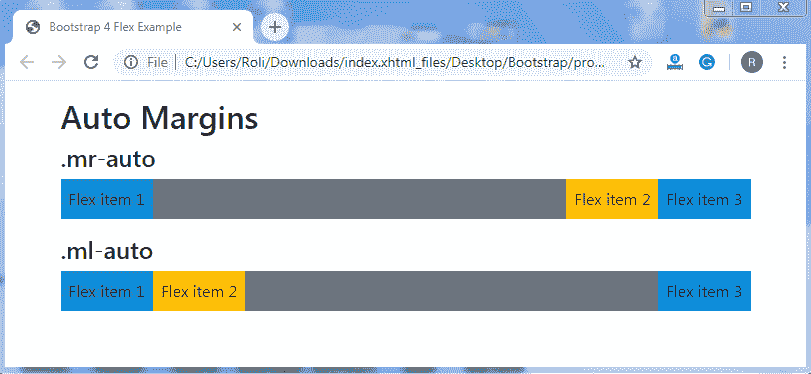 Bootstrap 4 Flex Example
File C:/Users/Roli/Downloads/index.xhtml_files/Desktop/Bootstrap/pro...
a
G
R
Auto Margins
.mr-auto
Flex item 1 Flex item 2 Flex item 3
.ml-auto
Flex item 1 Flex item 2 Flex item 3